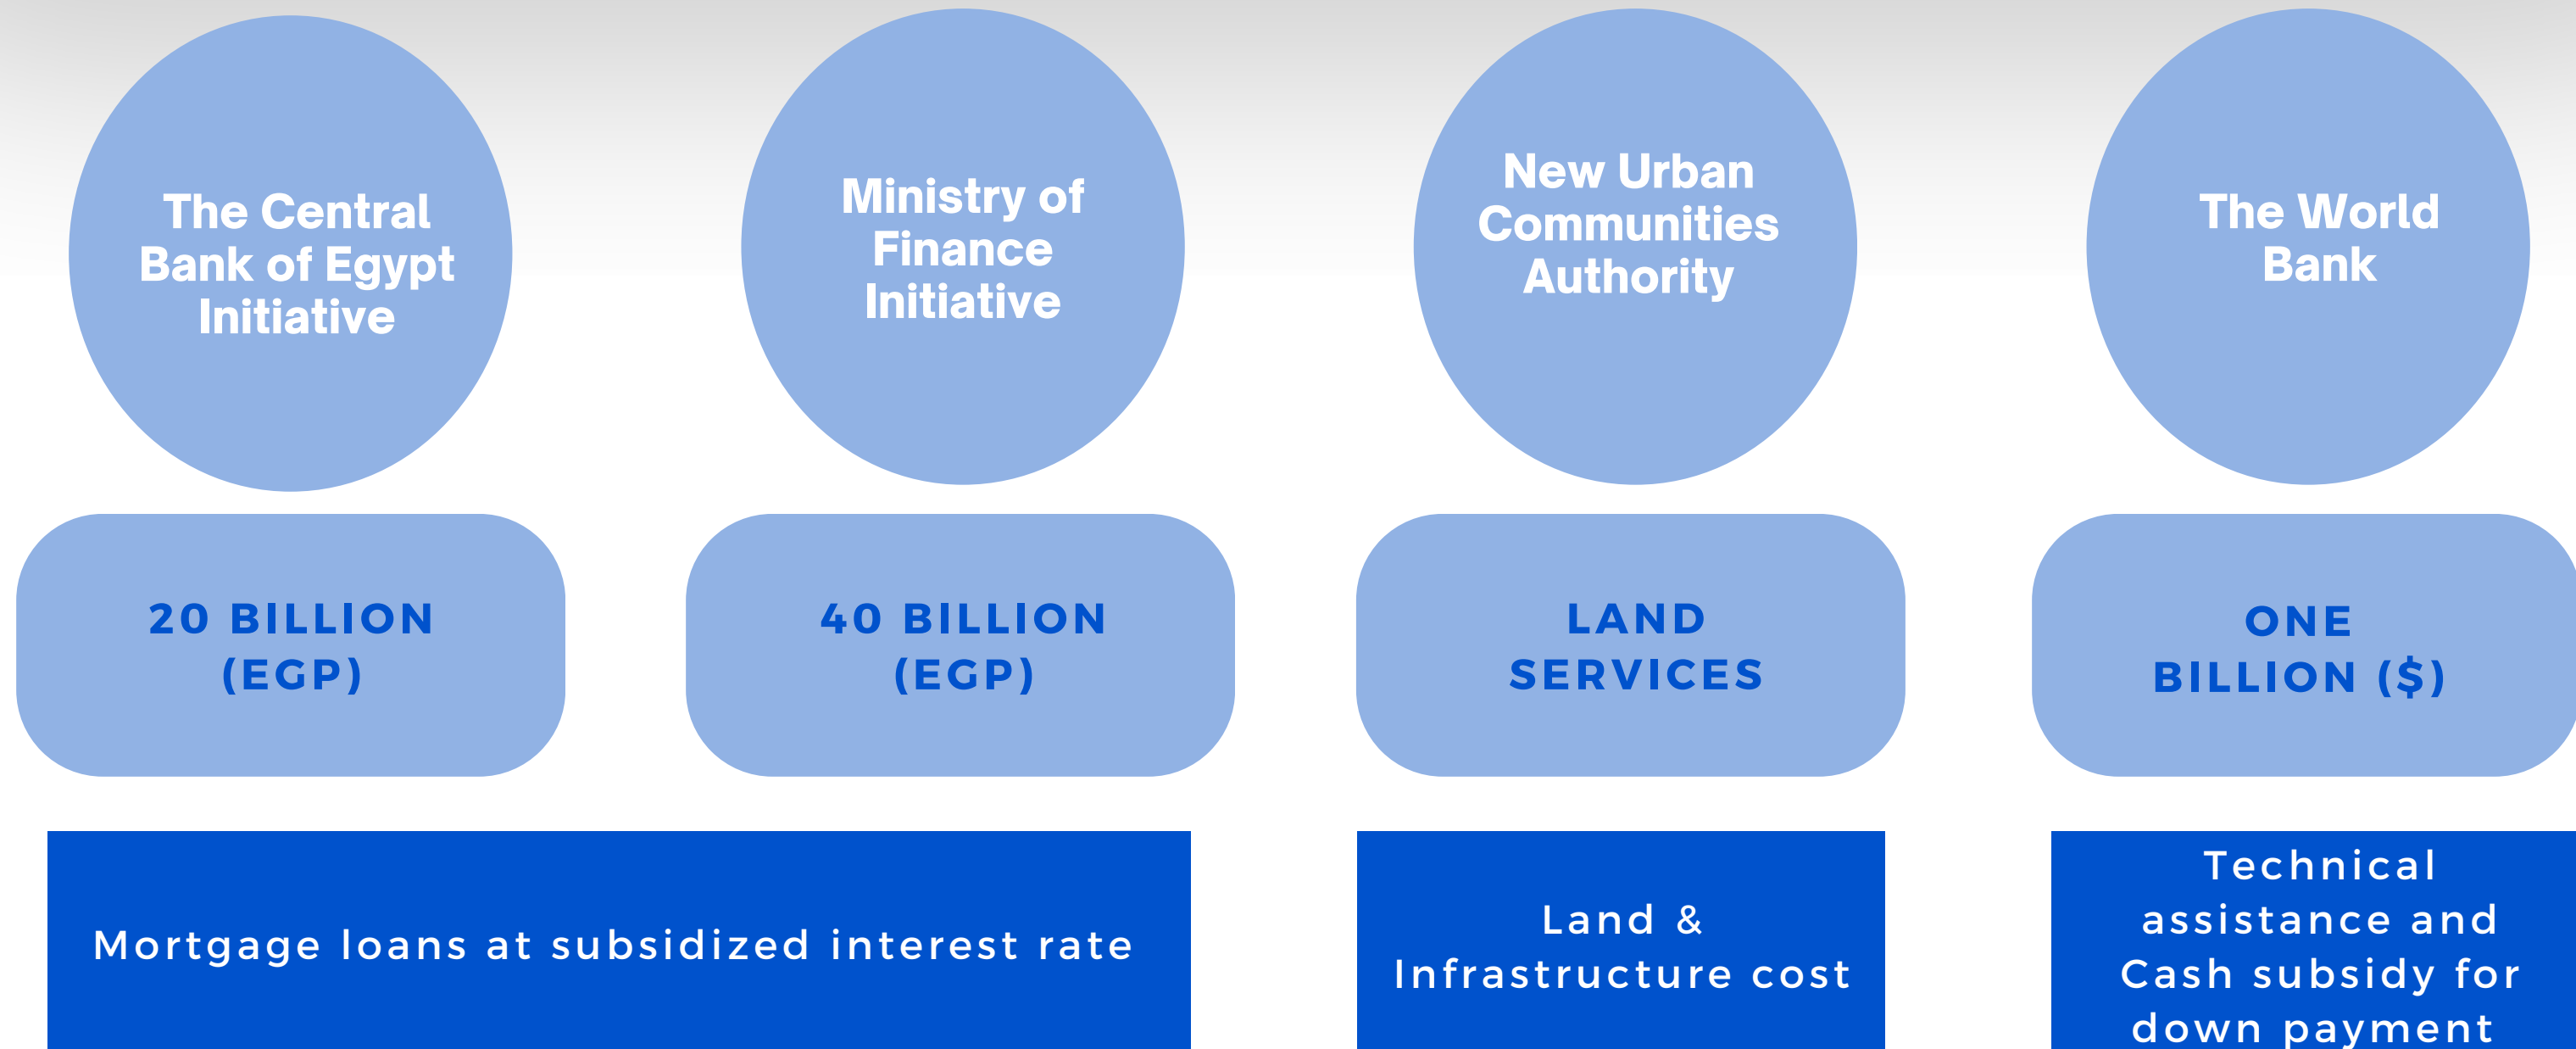 The Central
Bank of Egypt
Initiative
Ministry of
Finance
Initiative
New Urban
Communities
Authority
The World
Bank
20 BILLION
(EGP)
40 BILLION
(EGP)
LAND
SERVICES
ONE
BILLION ($)
Mortgage loans at subsidized interest rate
Land &
Infrastructure cost
Technical
assistance and
Cash subsidy for
down payment